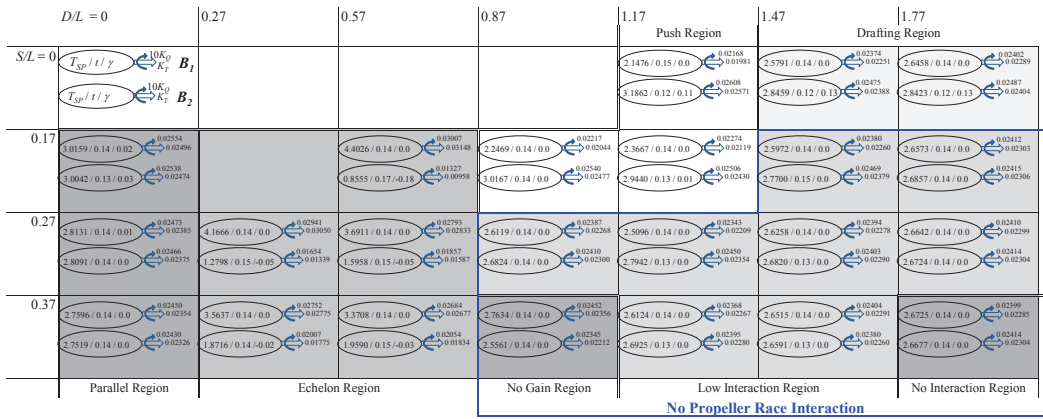 D/L = 0 0.27 0.57 0.87 1.17 1.47 1.77
Push Region Drafting Region
S/L = 0 T_SP / t / γ 10K_Q K_T B_1 2.1476 / 0.15 / 0.0 0.02168 0.01981 2.5791 / 0.14 / 0.0 0.02374 0.02251 2.6458 / 0.14 / 0.0 0.02402 0.02289
T_SP / t / γ 10K_Q K_T B_2 3.1862 / 0.12 / 0.11 0.02608 0.02571 2.8459 / 0.12 / 0.13 0.02475 0.02388 2.8423 / 0.12 / 0.13 0.02487 0.02404
0.17 3.0159 / 0.14 / 0.02 0.02554 0.02496 4.4026 / 0.14 / 0.0 0.03007 0.03148 2.2469 / 0.14 / 0.0 0.02217 0.02044 2.3667 / 0.14 / 0.0 0.02274 0.02119 2.5972 / 0.14 / 0.0 0.02380 0.02260 2.6573 / 0.14 / 0.0 0.02412 0.02303
3.0042 / 0.13 / 0.03 0.02538 0.02474 0.8555 / 0.17 / -0.18 0.01327 0.00958 3.0167 / 0.14 / 0.0 0.02540 0.02477 2.9440 / 0.13 / 0.01 0.02506 0.02430 2.7700 / 0.15 / 0.0 0.02469 0.02379 2.6857 / 0.14 / 0.0 0.02415 0.02306
0.27 2.8131 / 0.14 / 0.01 0.02473 0.02385 4.1666 / 0.14 / 0.0 0.02941 0.03050 3.6911 / 0.14 / 0.0 0.02793 0.02833 2.6119 / 0.14 / 0.0 0.02387 0.02268 2.5096 / 0.14 / 0.0 0.02343 0.02209 2.6258 / 0.14 / 0.0 0.02394 0.02278 2.6642 / 0.14 / 0.0 0.02410 0.02299
2.8091 / 0.14 / 0.0 0.02466 0.02375 1.2798 / 0.15 / -0.05 0.01654 0.01339 1.5958 / 0.15 / -0.05 0.01857 0.01587 2.6824 / 0.14 / 0.0 0.02410 0.02300 2.7942 / 0.13 / 0.0 0.02450 0.02354 2.6820 / 0.13 / 0.0 0.02403 0.02290 2.6724 / 0.14 / 0.0 0.02414 0.02304
0.37 2.7596 / 0.14 / 0.0 0.02450 0.02354 3.5637 / 0.14 / 0.0 0.02752 0.02775 3.3708 / 0.14 / 0.0 0.02684 0.02677 2.7634 / 0.14 / 0.0 0.02452 0.02356 2.6124 / 0.14 / 0.0 0.02368 0.02267 2.6515 / 0.14 / 0.0 0.02404 0.02291 2.6725 / 0.14 / 0.0 0.02399 0.02285
2.7519 / 0.14 / 0.0 0.02430 0.02326 1.8716 / 0.14 / -0.02 0.02007 0.01775 1.9590 / 0.15 / -0.03 0.02054 0.01834 2.5561 / 0.14 / 0.0 0.02345 0.02212 2.6925 / 0.13 / 0.0 0.02395 0.02280 2.6591 / 0.13 / 0.0 0.02380 0.02260 2.6677 / 0.14 / 0.0 0.02414 0.02304
Parallel Region Echelon Region No Gain Region Low Interaction Region No Interaction Region
No Propeller Race Interaction